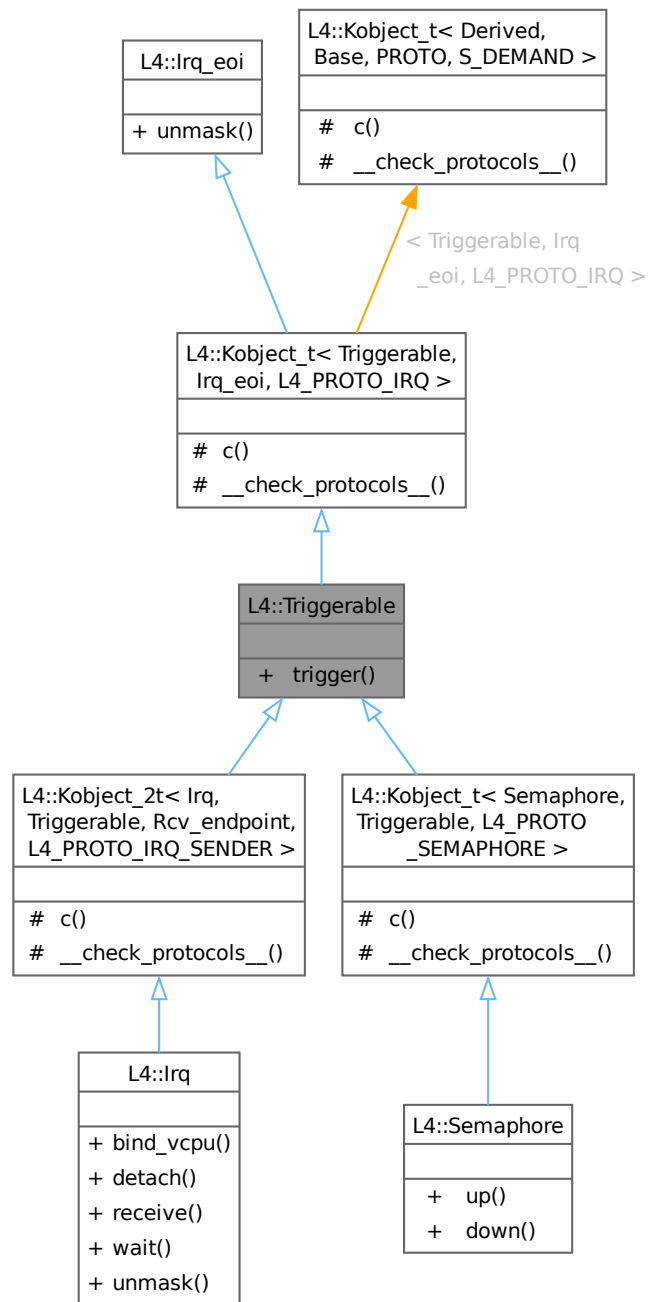 L4::Irq_eoi
+ unmask()
L4::Kobject_t< Derived,
Base, PROTO, S_DEMAND >
# c()
# __check_protocols__()
< Triggerable, Irq
_eoi, L4_PROTO_IRQ >
L4::Kobject_t< Triggerable,
Irq_eoi, L4_PROTO_IRQ >
# c()
# __check_protocols__()
L4::Triggerable
+ trigger()
L4::Kobject_2t< Irq,
Triggerable, Rcv_endpoint,
L4_PROTO_IRQ_SENDER >
# c()
# __check_protocols__()
L4::Kobject_t< Semaphore,
Triggerable, L4_PROTO
_SEMAPHORE >
# c()
# __check_protocols__()
L4::Irq
+ bind_vcpu()
+ detach()
+ receive()
+ wait()
+ unmask()
L4::Semaphore
+ up()
+ down()